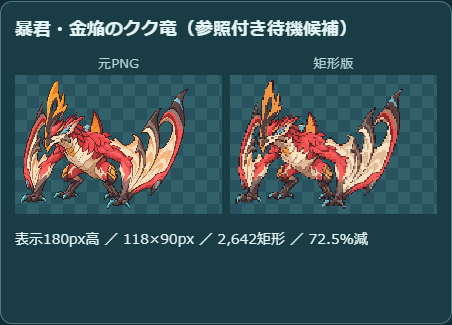 暴君・金焔のクク竜（参照付き待機候補）
元PNG
矩形版
表示180px高 ／ 118×90px ／ 2,642矩形 ／ 72.5%減